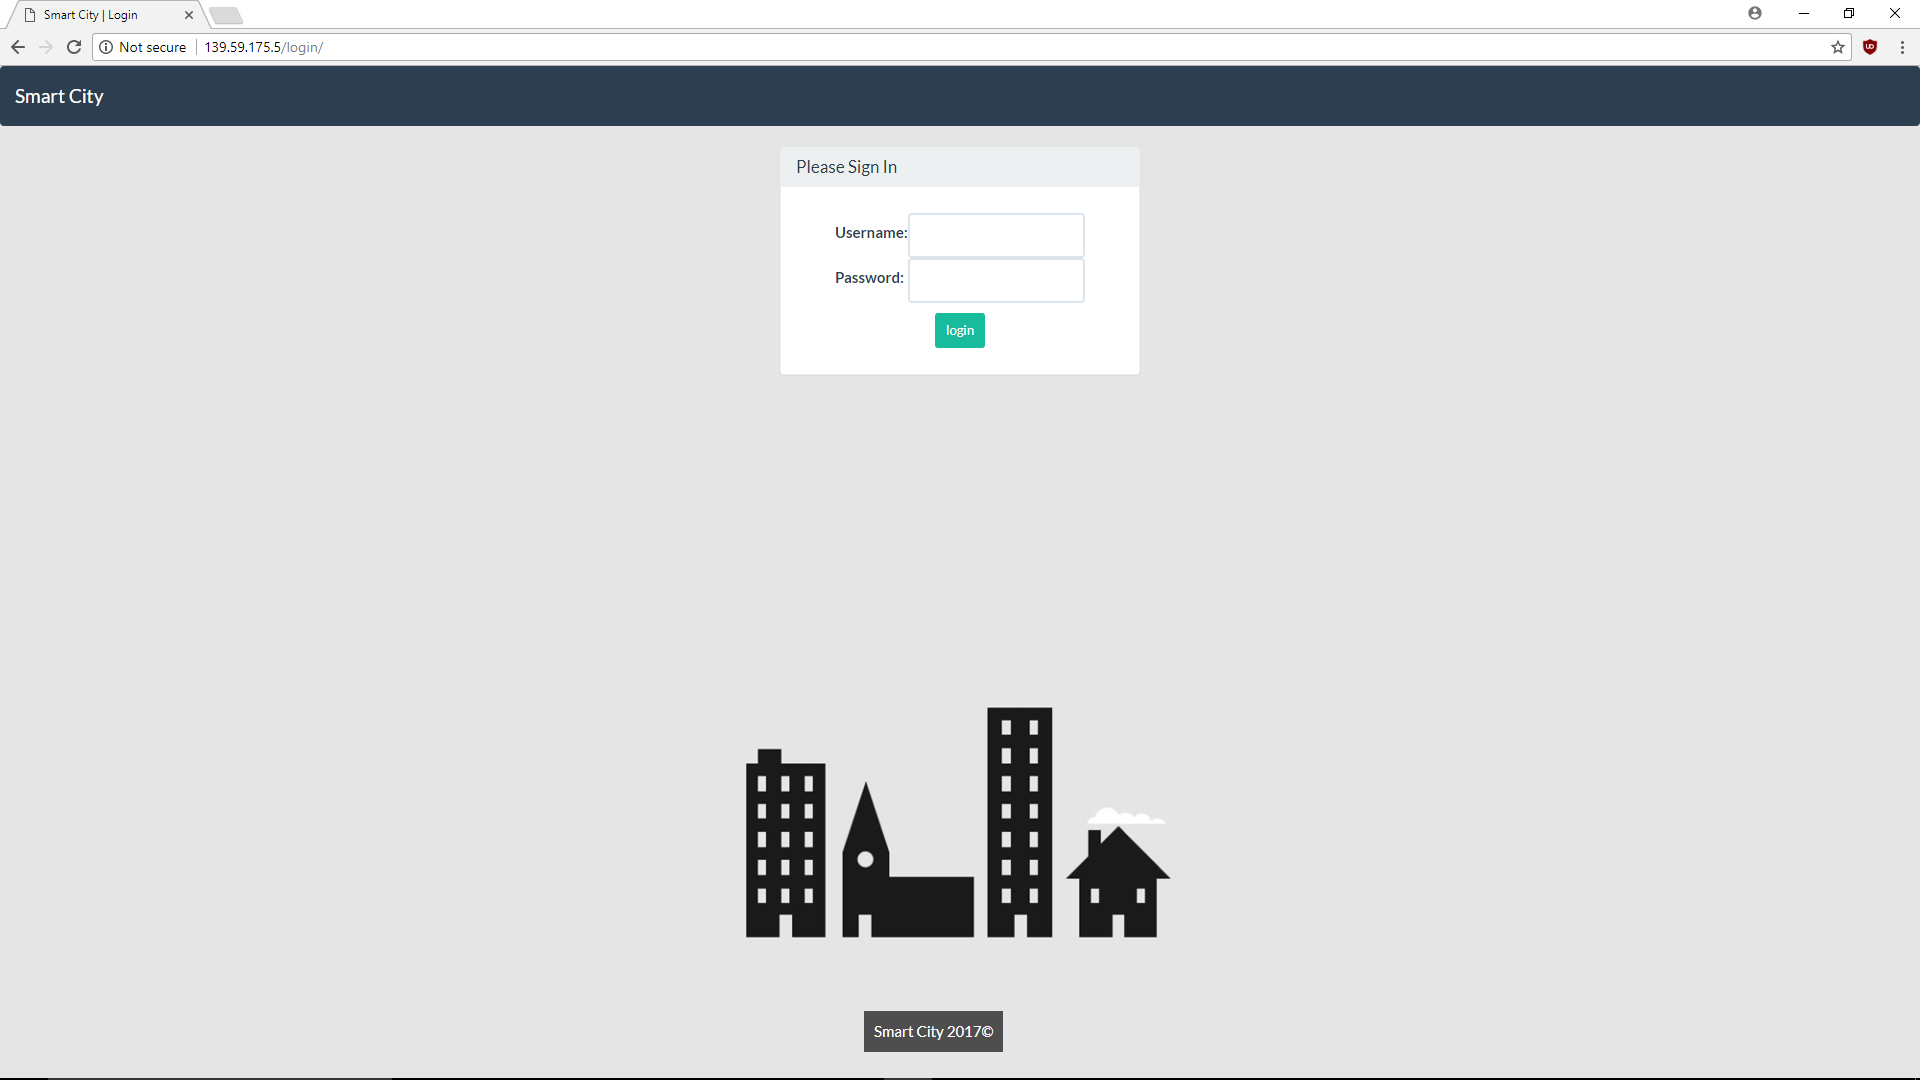 Smart City | Login
Not secure
139.59.175.5/login/
Smart City
Please Sign In
Username:
Password:
login
Smart City 2017©